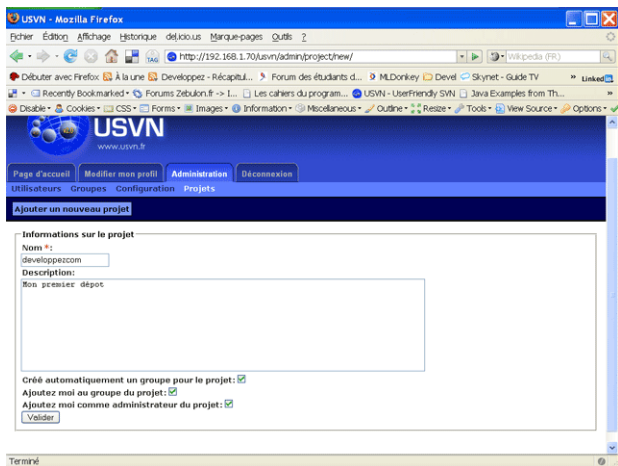 USVN - Mozilla Firefox
Fichier Édition Affichage Historique del.icio.us Marque-pages Outils ?
TAG http://192.168.1.70/usvn/admin/project/new/ Wikipedia (FR)
Débuter avec Firefox À la une Developpez - Récapitul... Forum des étudiants d... MLDonkey Devel Skynet - Guide TV » Linked
Recently Bookmarked Forums Zebulon.fr -> I... Les cahiers du program... USVN - UserFriendly SVN Java Examples from Th... »
Disable Cookies CSS Forms Images Information Miscellaneous Outline Resize Tools View Source Options
USVN
www.usvn.fr
Page d'accueil Modifier mon profil Administration Déconnexion
Utilisateurs Groupes Configuration Projets
Ajouter un nouveau projet
Informations sur le projet
Nom *:
developpezcom
Description:
Mon premier dépot
Créé automatiquement un groupe pour le projet:
Ajoutez moi au groupe du projet:
Ajoutez moi comme administrateur du projet:
Valider
Terminé